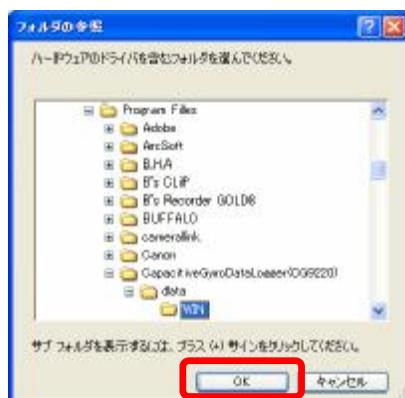 フォルダの参照
ハードウェアのドライバを含むフォルダを選んでください。
Program Files
Adobe
ArcSoft
B.H.A
B's CLiP
B's Recorder GOLD8
BUFFALO
cameralink.
Canon
CapacitiveGyroDataLogger(CG9220)
data
WIN
サブ フォルダを表示するには、プラス (+) サインをクリックしてください。
OK
キャンセル